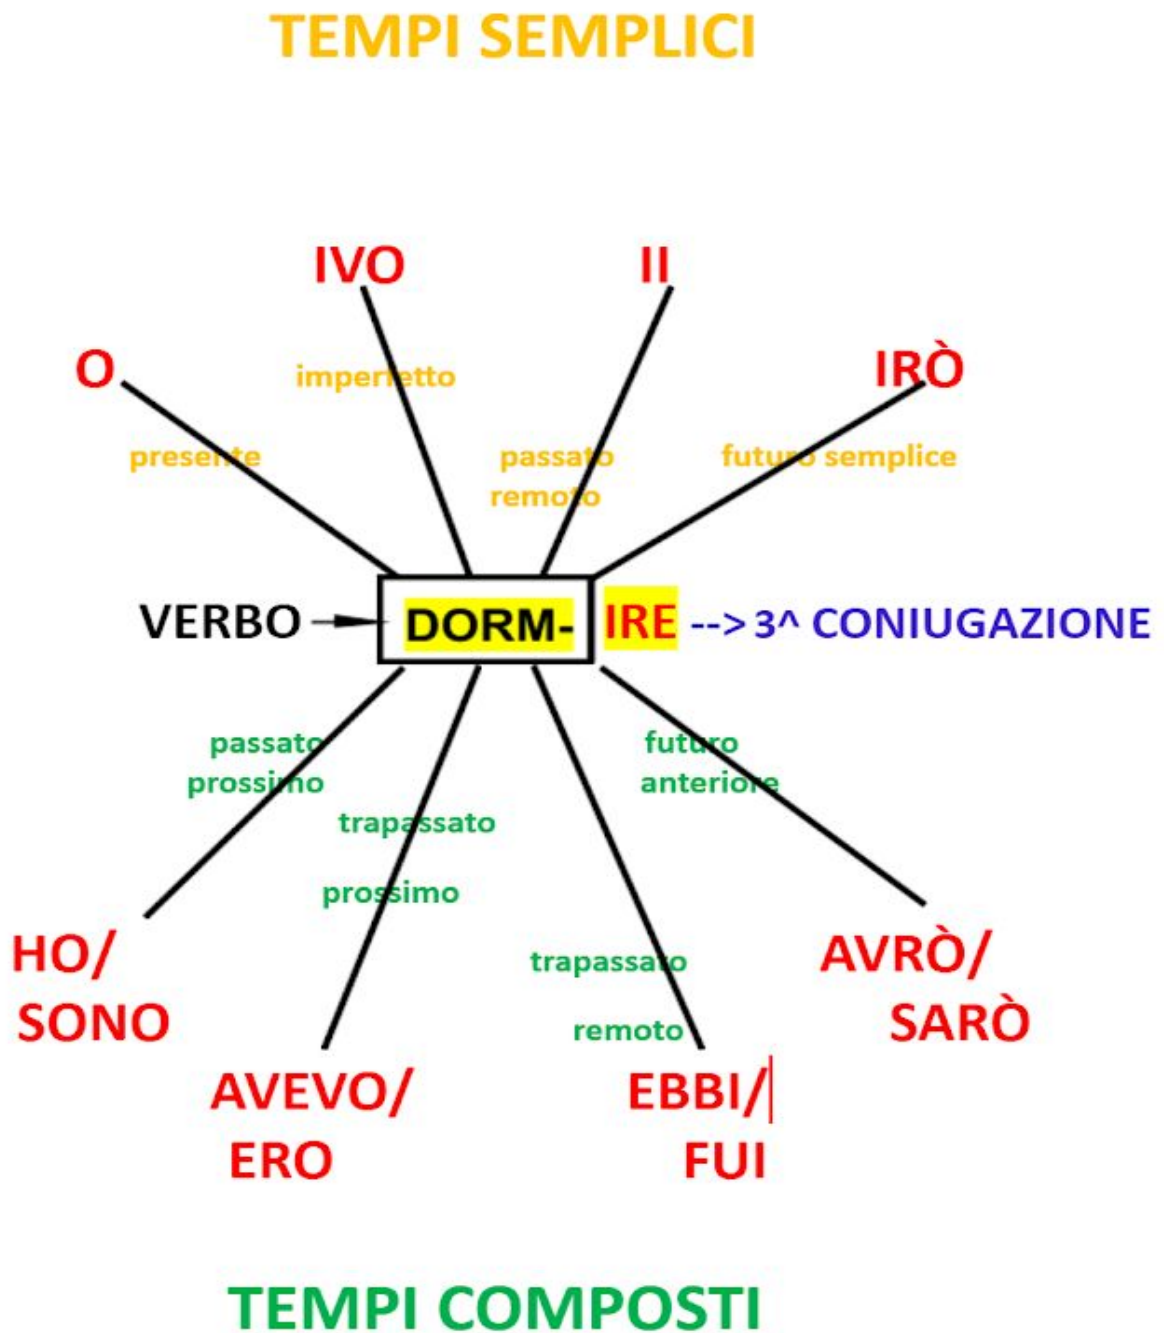 TEMPI SEMPLICI
IVO
II
O
IRÒ
imperfetto
presente
passato
remoto
futuro semplice
VERBO
DORM-
IRE --> 3^ CONIUGAZIONE
passato
prossimo
trapassato
prossimo
futuro
anteriore
trapassato
remoto
HO/
SONO
AVEVO/
ERO
EBBI/
FUI
AVRÒ/
SARÒ
TEMPI COMPOSTI